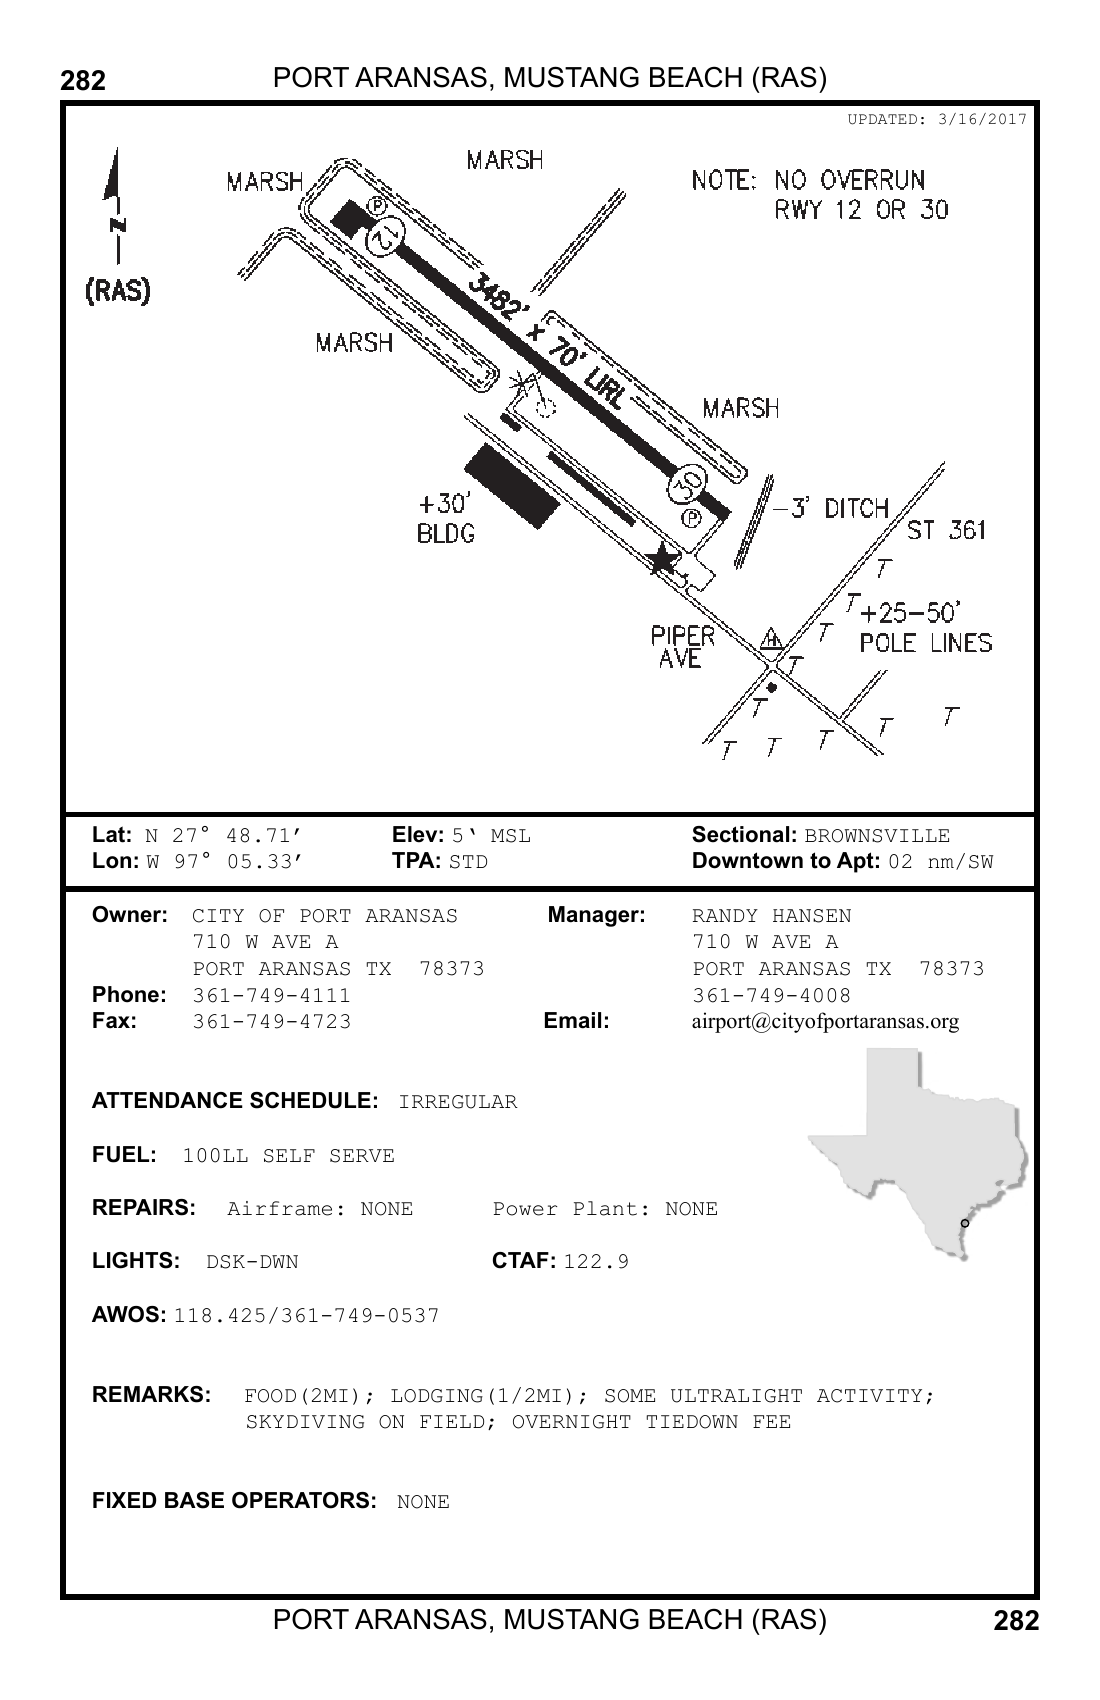 282
PORT ARANSAS, MUSTANG BEACH (RAS)
UPDATED: 3/16/2017
MARSH
MARSH
NOTE: NO OVERRUN
RWY 12 OR 30
P
12
N
(RAS)
3482' x 70' LIRL
MARSH
MARSH
30
P
+30'
BLDG
-3' DITCH
ST 361
T
T
+25-50'
T
POLE LINES
PIPER
AVE
H
T
T
T
T
T
T
T
Lat: N 27° 48.71’
Elev: 5‘ MSL
Sectional: BROWNSVILLE
Lon: W 97° 05.33’
TPA: STD
Downtown to Apt: 02 nm/SW
Owner: CITY OF PORT ARANSAS
Manager: RANDY HANSEN
710 W AVE A
710 W AVE A
PORT ARANSAS TX 78373
PORT ARANSAS TX 78373
Phone: 361-749-4111
361-749-4008
Fax: 361-749-4723
Email: airport@cityofportaransas.org
ATTENDANCE SCHEDULE: IRREGULAR
FUEL: 100LL SELF SERVE
REPAIRS: Airframe: NONE Power Plant: NONE
LIGHTS: DSK-DWN CTAF: 122.9
AWOS: 118.425/361-749-0537
REMARKS: FOOD(2MI); LODGING(1/2MI); SOME ULTRALIGHT ACTIVITY;
SKYDIVING ON FIELD; OVERNIGHT TIEDOWN FEE
FIXED BASE OPERATORS: NONE
PORT ARANSAS, MUSTANG BEACH (RAS)
282